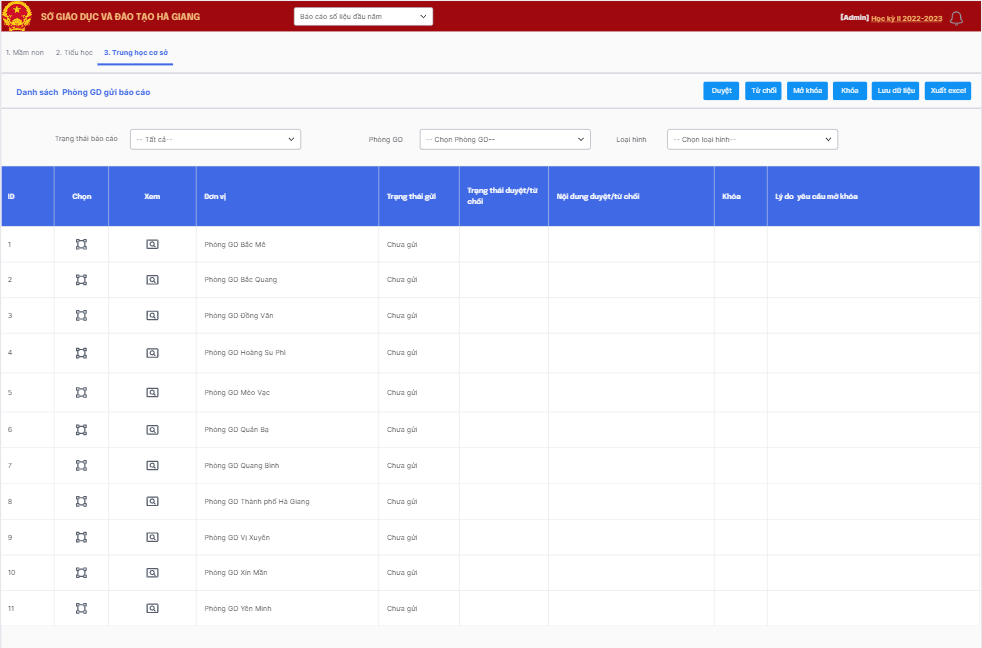 SỞ GIÁO DỤC VÀ ĐÀO TẠO HÀ GIANG
Báo cáo số liệu đầu năm
[Admin] Học kỳ II 2022-2023
1. Mầm non 2. Tiểu học 3. Trung học cơ sở
Danh sách Phòng GD gửi báo cáo
Duyệt Từ chối Mở khóa Khóa Lưu dữ liệu Xuất excel
Trạng thái báo cáo -- Tất cả-- Phòng GD -- Chọn Phòng GD-- Loại hình -- Chọn loại hình--
ID Chọn Xem Đơn vị Trạng thái gửi Trạng thái duyệt/từ chối Nội dung duyệt/từ chối Khóa Lý do yêu cầu mở khóa
1 Phòng GD Bắc Mê Chưa gửi
2 Phòng GD Bắc Quang Chưa gửi
3 Phòng GD Đồng Văn Chưa gửi
4 Phòng GD Hoàng Su Phì Chưa gửi
5 Phòng GD Mèo Vạc Chưa gửi
6 Phòng GD Quản Bạ Chưa gửi
7 Phòng GD Quang Bình Chưa gửi
8 Phòng GD Thành phố Hà Giang Chưa gửi
9 Phòng GD Vị Xuyên Chưa gửi
10 Phòng GD Xín Mần Chưa gửi
11 Phòng GD Yên Minh Chưa gửi